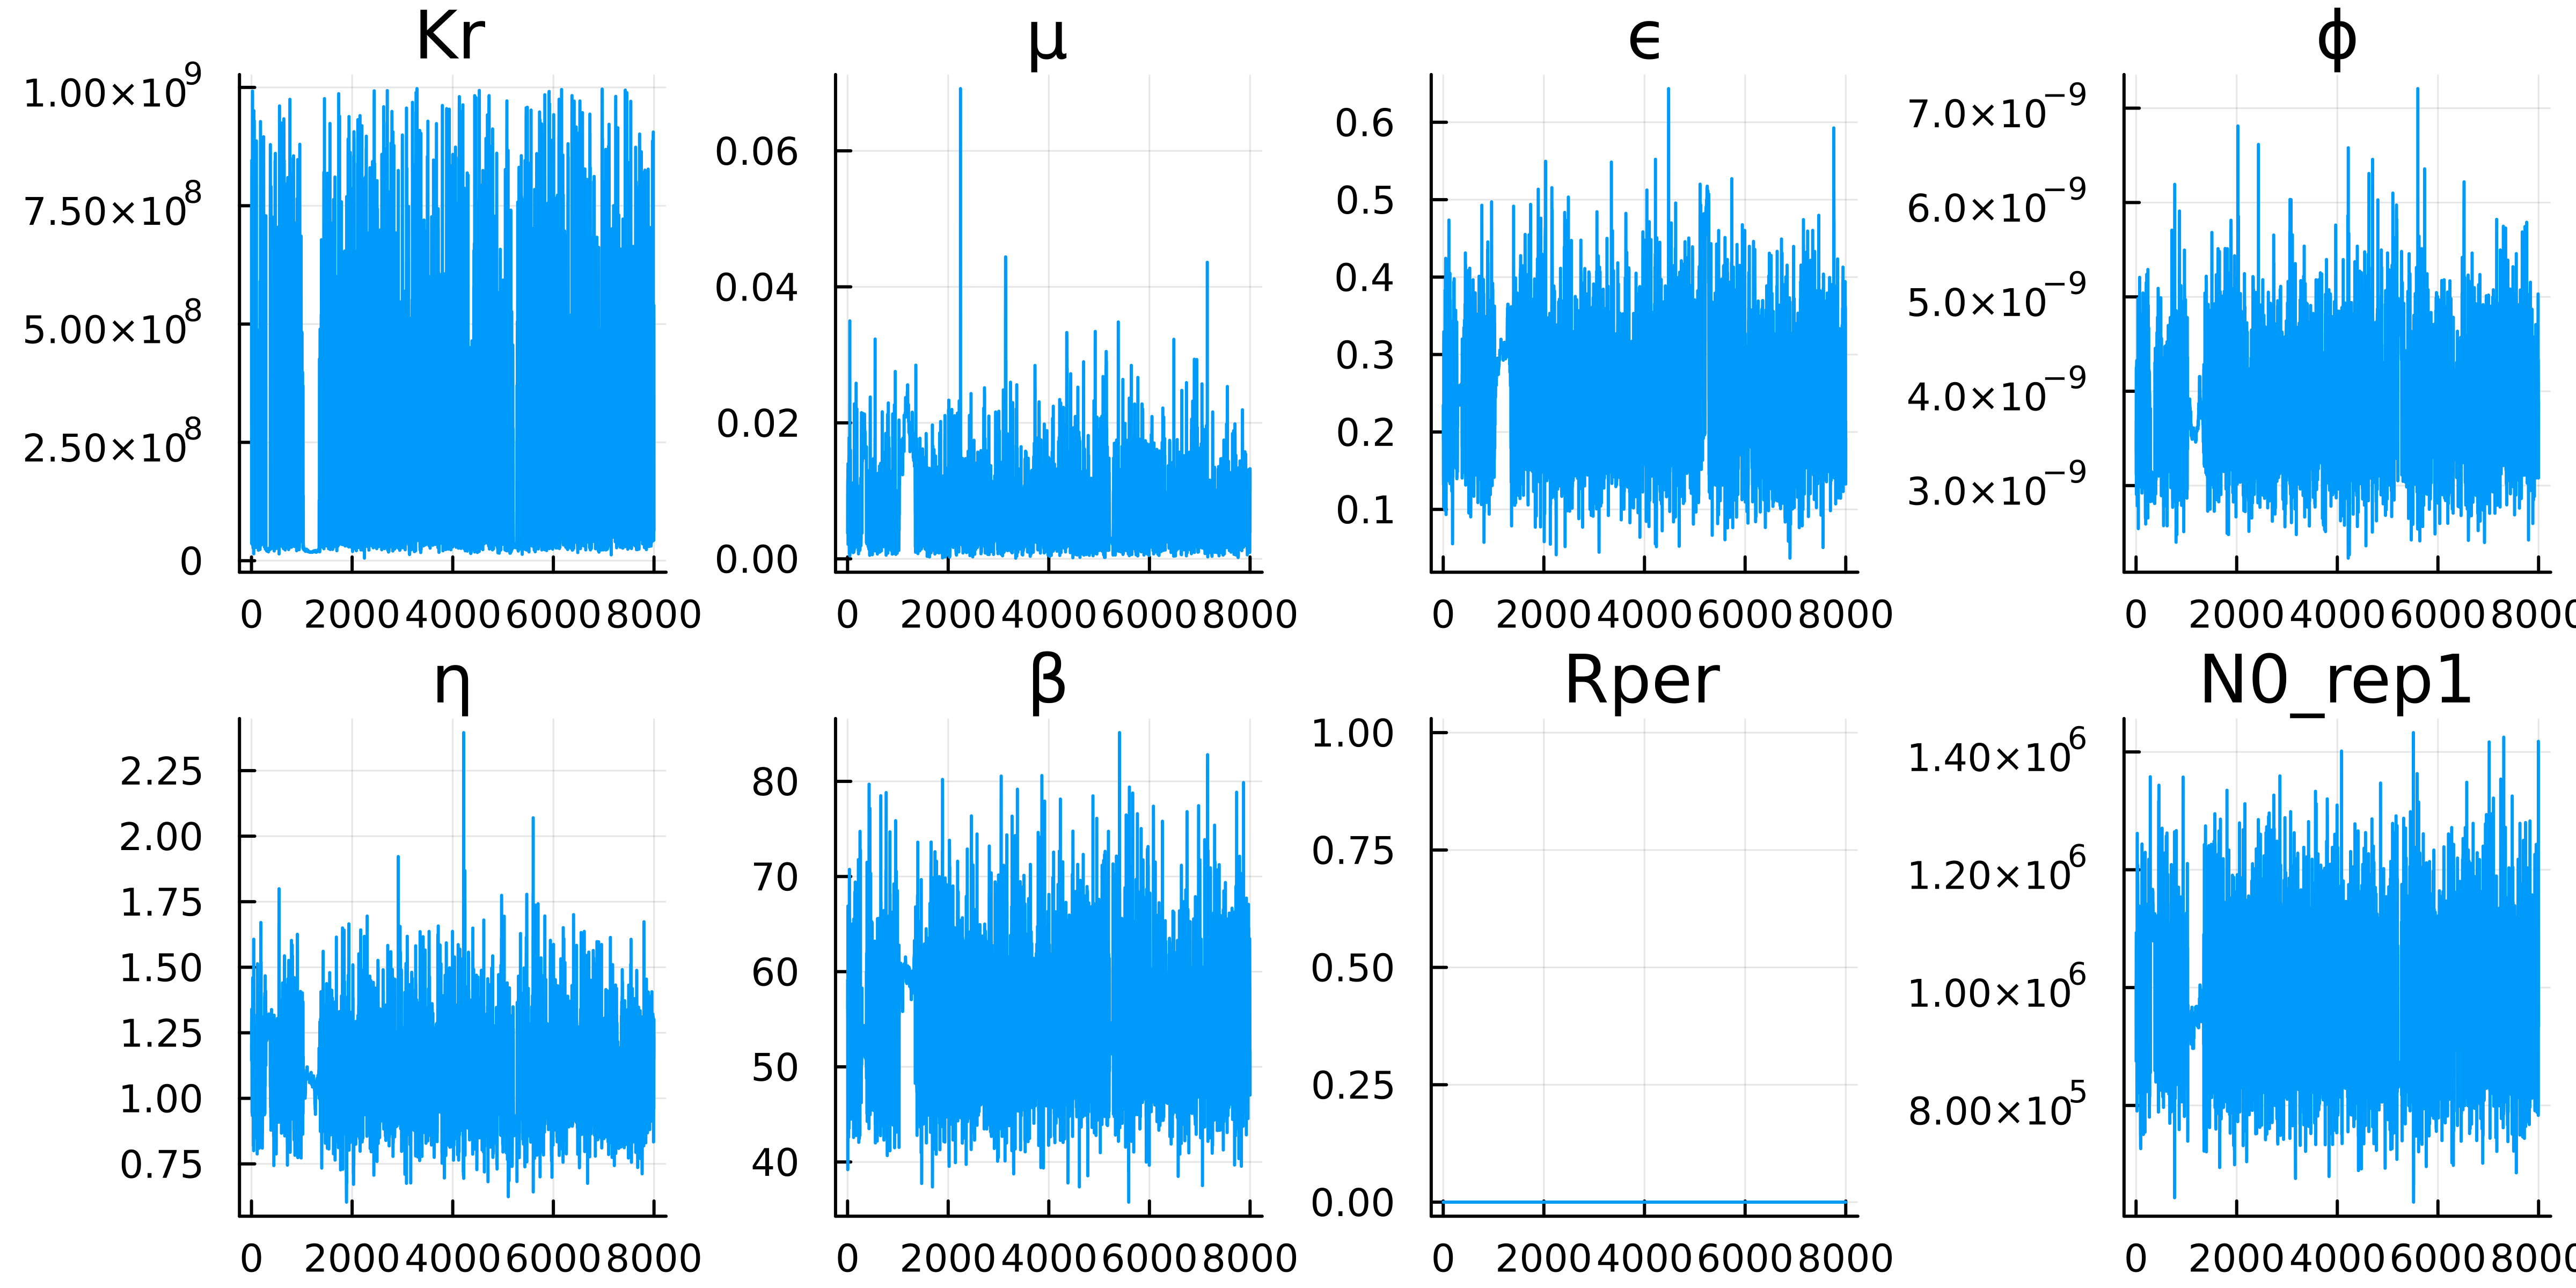 Kr
μ
ϵ
ϕ
1.00×10⁹
7.50×10⁸
5.00×10⁸
2.50×10⁸
0
0.06
0.04
0.02
0.00
0.6
0.5
0.4
0.3
0.2
0.1
7.0×10⁻⁹
6.0×10⁻⁹
5.0×10⁻⁹
4.0×10⁻⁹
3.0×10⁻⁹
0 2000 4000 6000 8000
0 2000 4000 6000 8000
0 2000 4000 6000 8000
0 2000 4000 6000 8000
η
β
Rper
N0_rep1
2.25
2.00
1.75
1.50
1.25
1.00
0.75
80
70
60
50
40
1.00
0.75
0.50
0.25
0.00
1.40×10⁶
1.20×10⁶
1.00×10⁶
8.00×10⁵
0 2000 4000 6000 8000
0 2000 4000 6000 8000
0 2000 4000 6000 8000
0 2000 4000 6000 8000